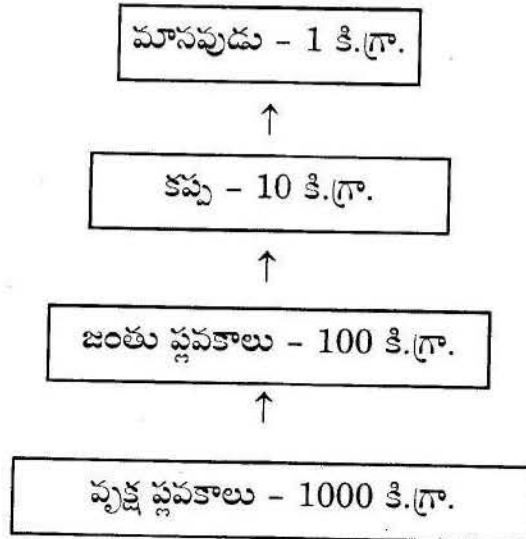 మానవుడు – 1 కి.గ్రా.
కప్ప – 10 కి.గ్రా.
జంతు ప్లవకాలు – 100 కి.గ్రా.
వృక్ష ప్లవకాలు – 1000 కి.గ్రా.